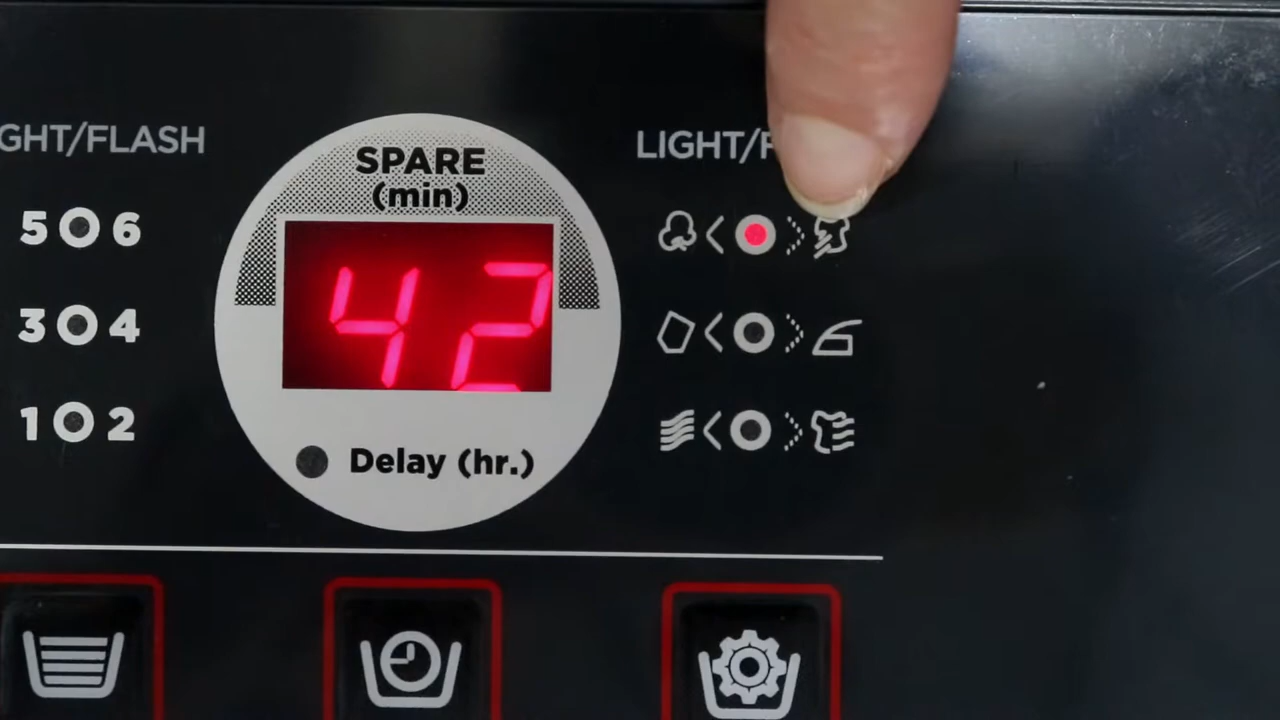 GHT/FLASH
SPARE
(min)
LIGHT/F
5 6
42
3 4
1 2
Delay (hr.)